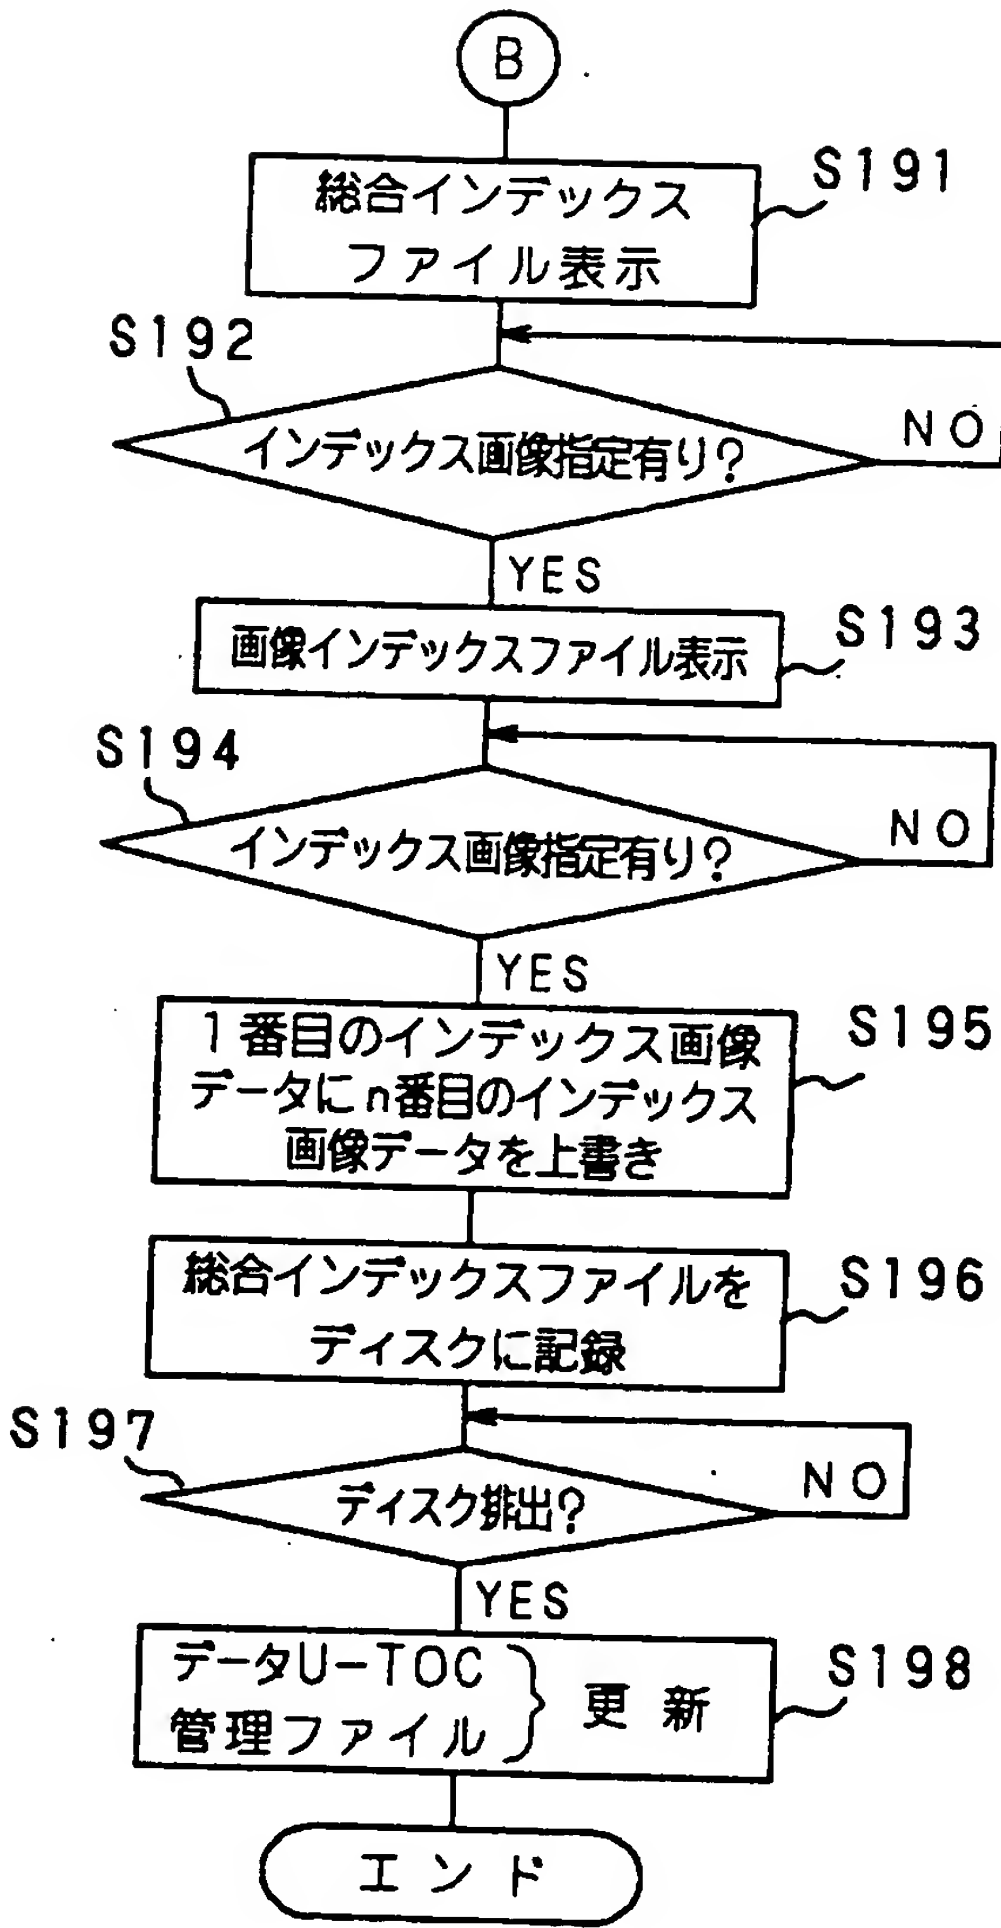 B
S191
総合インデックス
ファイル表示
S192
インデックス画像指定有り?
NO
YES
S193
画像インデックスファイル表示
S194
インデックス画像指定有り?
NO
YES
S195
1番目のインデックス画像
データにn番目のインデックス
画像データを上書き
S196
総合インデックスファイルを
ディスクに記録
S197
ディスク排出?
NO
YES
S198
データU-TOC
管理ファイル
更新
エンド